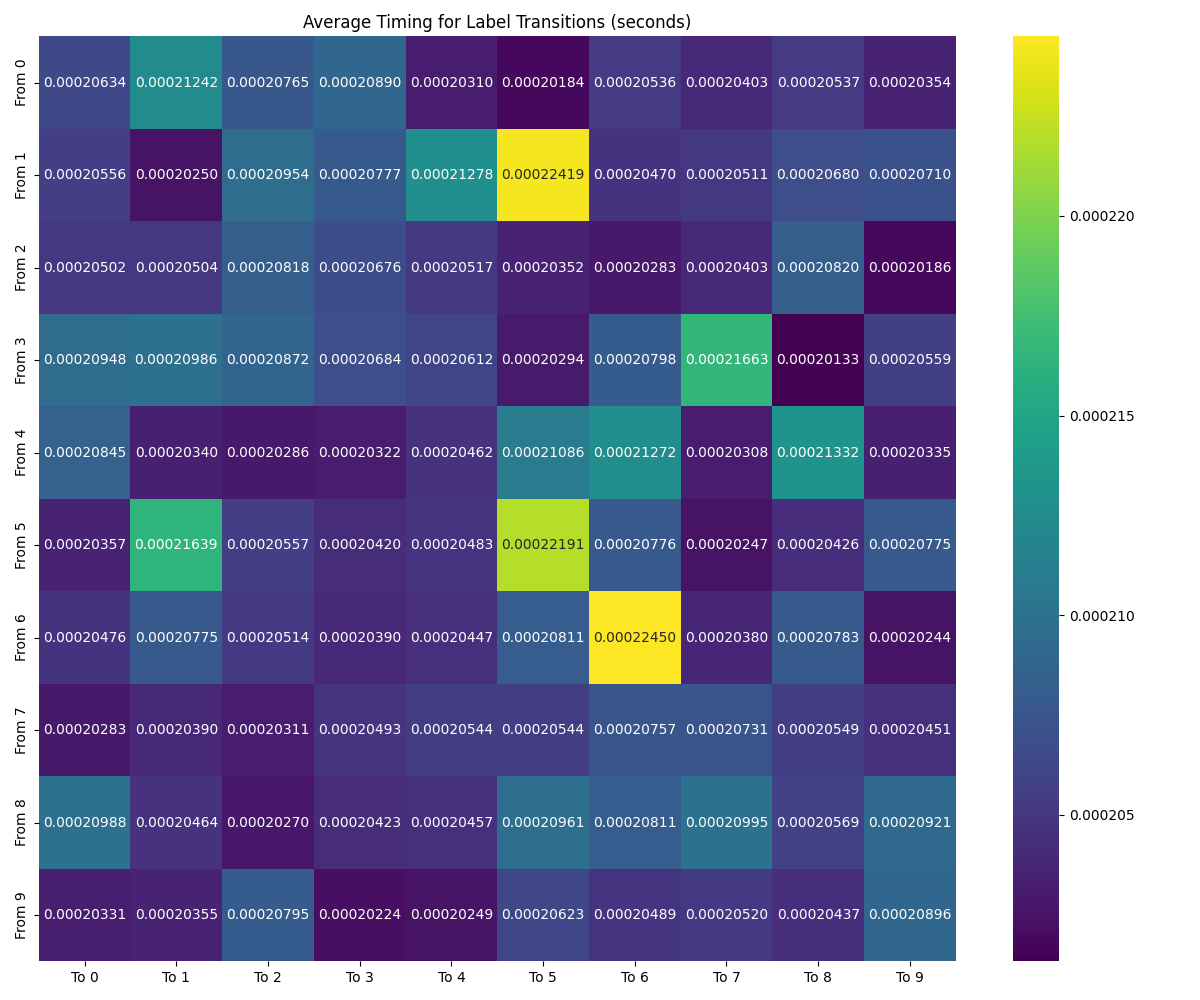 Average Timing for Label Transitions (seconds)
From 0 0.00020634 0.00021242 0.00020765 0.00020890 0.00020310 0.00020184 0.00020536 0.00020403 0.00020537 0.00020354
From 1 0.00020556 0.00020250 0.00020954 0.00020777 0.00021278 0.00022419 0.00020470 0.00020511 0.00020680 0.00020710
0.000220
From 2 0.00020502 0.00020504 0.00020818 0.00020676 0.00020517 0.00020352 0.00020283 0.00020403 0.00020820 0.00020186
From 3 0.00020948 0.00020986 0.00020872 0.00020684 0.00020612 0.00020294 0.00020798 0.00021663 0.00020133 0.00020559
0.000215
From 4 0.00020845 0.00020340 0.00020286 0.00020322 0.00020462 0.00021086 0.00021272 0.00020308 0.00021332 0.00020335
From 5 0.00020357 0.00021639 0.00020557 0.00020420 0.00020483 0.00022191 0.00020776 0.00020247 0.00020426 0.00020775
0.000210
From 6 0.00020476 0.00020775 0.00020514 0.00020390 0.00020447 0.00020811 0.00022450 0.00020380 0.00020783 0.00020244
From 7 0.00020283 0.00020390 0.00020311 0.00020493 0.00020544 0.00020544 0.00020757 0.00020731 0.00020549 0.00020451
0.000205
From 8 0.00020988 0.00020464 0.00020270 0.00020423 0.00020457 0.00020961 0.00020811 0.00020995 0.00020569 0.00020921
From 9 0.00020331 0.00020355 0.00020795 0.00020224 0.00020249 0.00020623 0.00020489 0.00020520 0.00020437 0.00020896
To 0 To 1 To 2 To 3 To 4 To 5 To 6 To 7 To 8 To 9